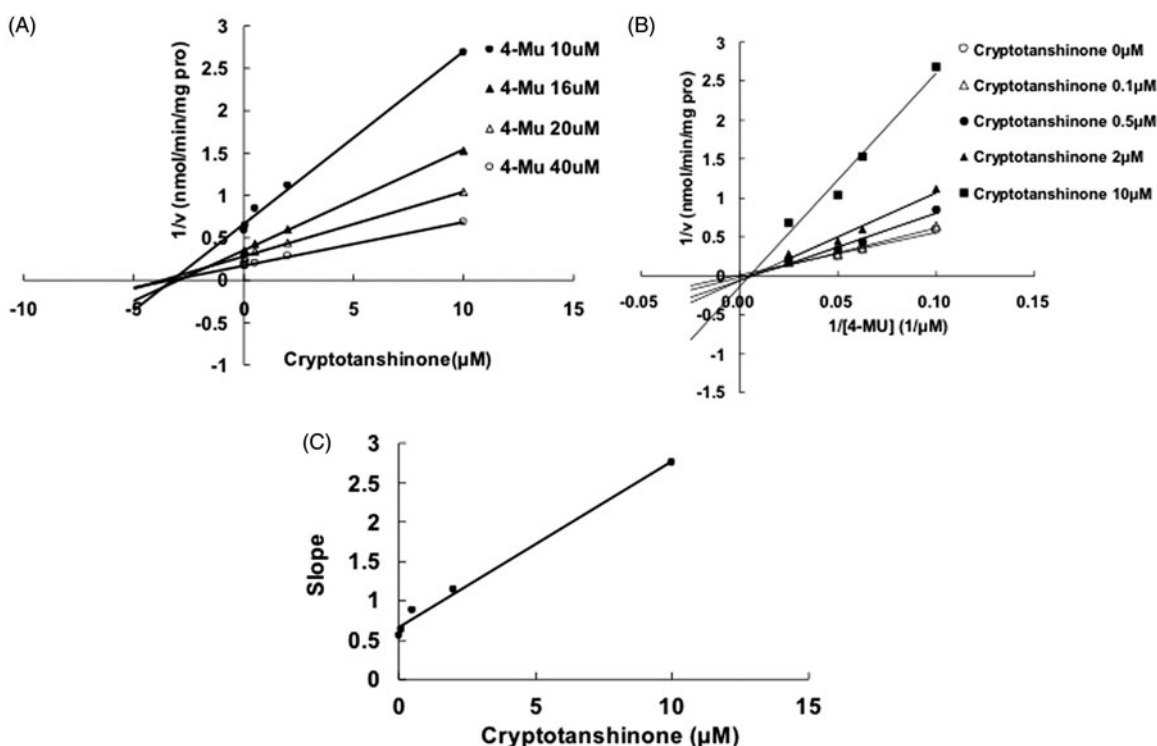 (A)
1/v (nmol/min/mg pro)
3
2.5
2
1.5
1
0.5
0
-0.5
-1
-10
-5
0
5
10
15
Cryptotanshinone(µM)
4-Mu 10uM
4-Mu 16uM
4-Mu 20uM
4-Mu 40uM
(B)
1/v (nmol/min/mg pro)
3
2.5
2
1.5
1
0.5
0
-0.5
-1
-1.5
-0.05
0.00
0.05
0.10
0.15
1/[4-MU] (1/µM)
Cryptotanshinone 0µM
Cryptotanshinone 0.1µM
Cryptotanshinone 0.5µM
Cryptotanshinone 2µM
Cryptotanshinone 10µM
(C)
Slope
3
2.5
2
1.5
1
0.5
0
0
5
10
15
Cryptotanshinone (µM)